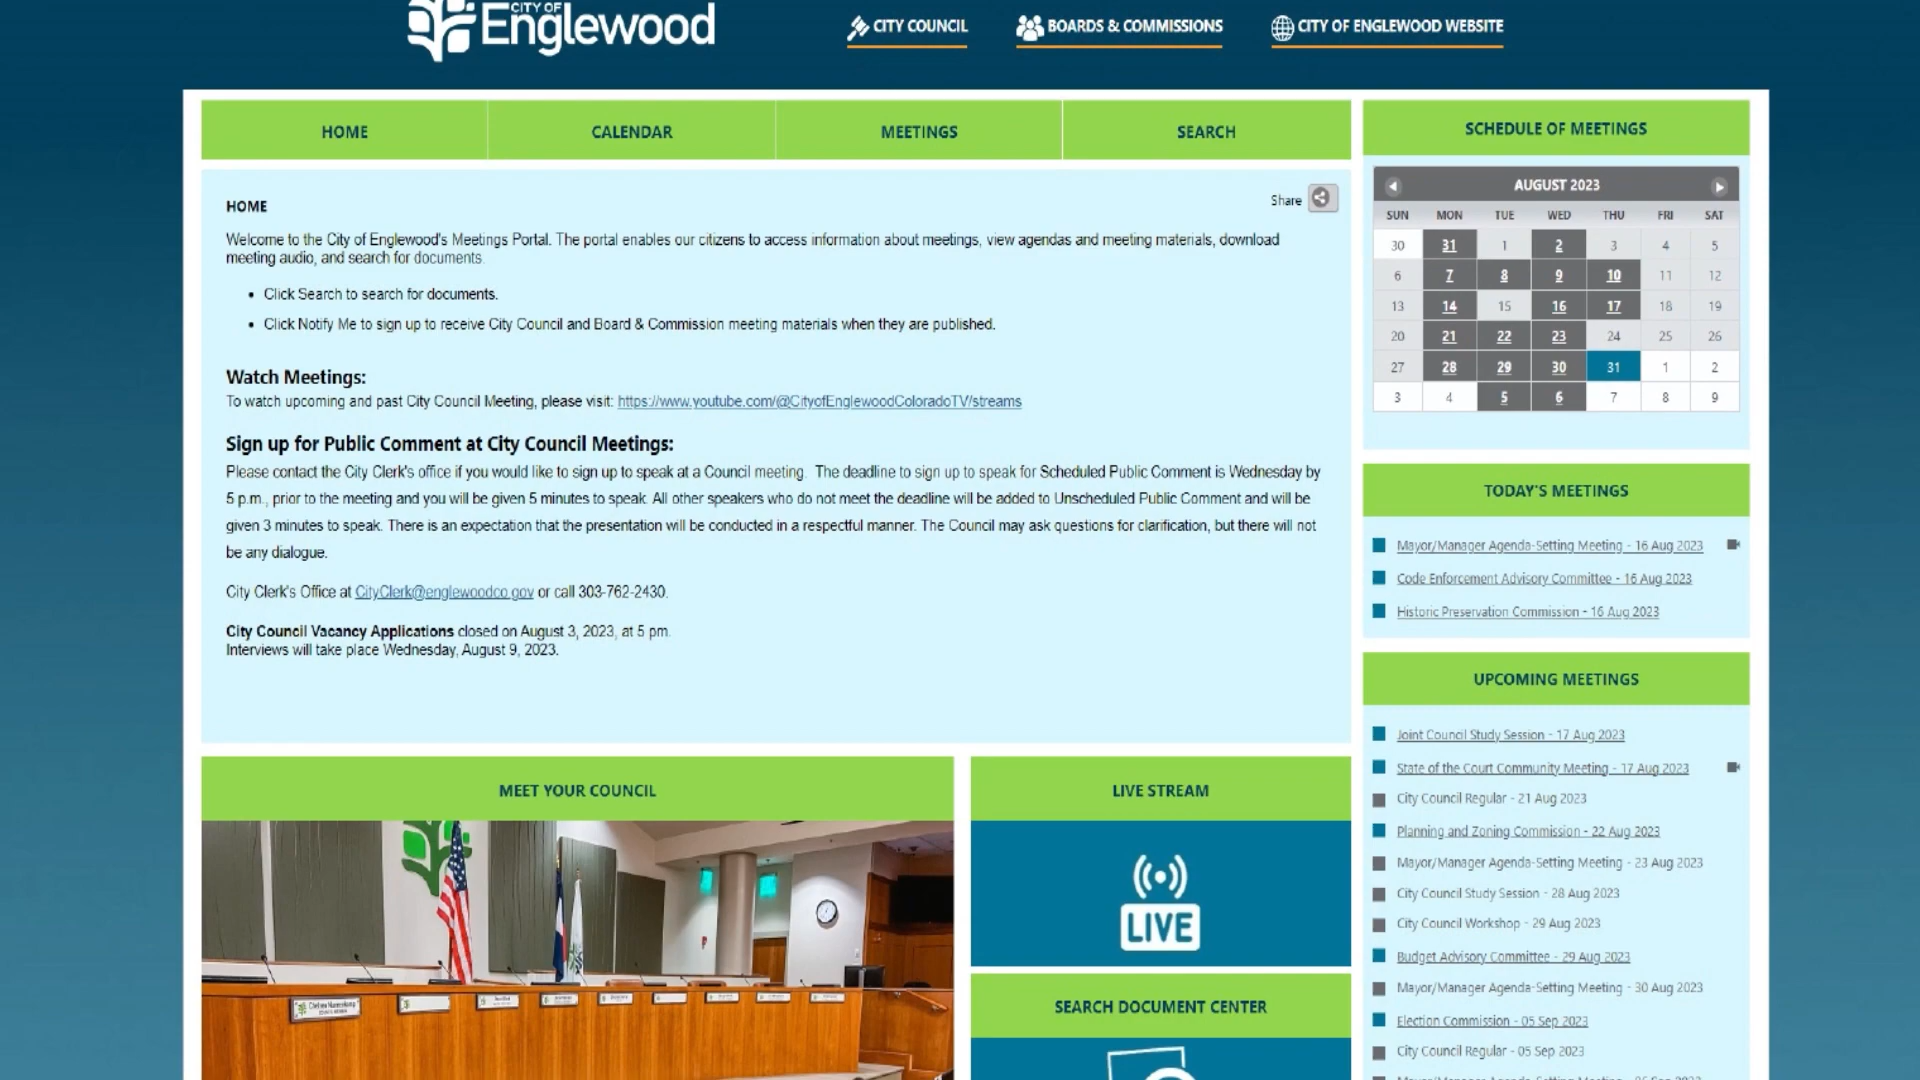 CITY OF
Englewood
CITY COUNCIL
BOARDS & COMMISSIONS
CITY OF ENGLEWOOD WEBSITE
HOME
CALENDAR
MEETINGS
SEARCH
HOME
Share
Welcome to the City of Englewood's Meetings Portal. The portal enables our citizens to access information about meetings, view agendas and meeting materials, download
meeting audio, and search for documents.
• Click Search to search for documents.
• Click Notify Me to sign up to receive City Council and Board & Commission meeting materials when they are published.
Watch Meetings:
To watch upcoming and past City Council Meeting, please visit: https://www.youtube.com/@CityofEnglewoodColoradoTV/streams
Sign up for Public Comment at City Council Meetings:
Please contact the City Clerk's office if you would like to sign up to speak at a Council meeting. The deadline to sign up to speak for Scheduled Public Comment is Wednesday by
5 p.m., prior to the meeting and you will be given 5 minutes to speak. All other speakers who do not meet the deadline will be added to Unscheduled Public Comment and will be
given 3 minutes to speak. There is an expectation that the presentation will be conducted in a respectful manner. The Council may ask questions for clarification, but there will not
be any dialogue.
City Clerk's Office at CityClerk@englewoodco.gov or call 303-762-2430.
City Council Vacancy Applications closed on August 3, 2023, at 5 pm.
Interviews will take place Wednesday, August 9, 2023.
MEET YOUR COUNCIL
LIVE STREAM
LIVE
SEARCH DOCUMENT CENTER
SCHEDULE OF MEETINGS
AUGUST 2023
SUN MON TUE WED THU FRI SAT
30 31 1 2 3 4 5
6 7 8 9 10 11 12
13 14 15 16 17 18 19
20 21 22 23 24 25 26
27 28 29 30 31 1 2
3 4 5 6 7 8 9
TODAY'S MEETINGS
Mayor/Manager Agenda-Setting Meeting - 16 Aug 2023
Code Enforcement Advisory Committee - 16 Aug 2023
Historic Preservation Commission - 16 Aug 2023
UPCOMING MEETINGS
Joint Council Study Session - 17 Aug 2023
State of the Court Community Meeting - 17 Aug 2023
City Council Regular - 21 Aug 2023
Planning and Zoning Commission - 22 Aug 2023
Mayor/Manager Agenda-Setting Meeting - 23 Aug 2023
City Council Study Session - 28 Aug 2023
City Council Workshop - 29 Aug 2023
Budget Advisory Committee - 29 Aug 2023
Mayor/Manager Agenda-Setting Meeting - 30 Aug 2023
Election Commission - 05 Sep 2023
City Council Regular - 05 Sep 2023